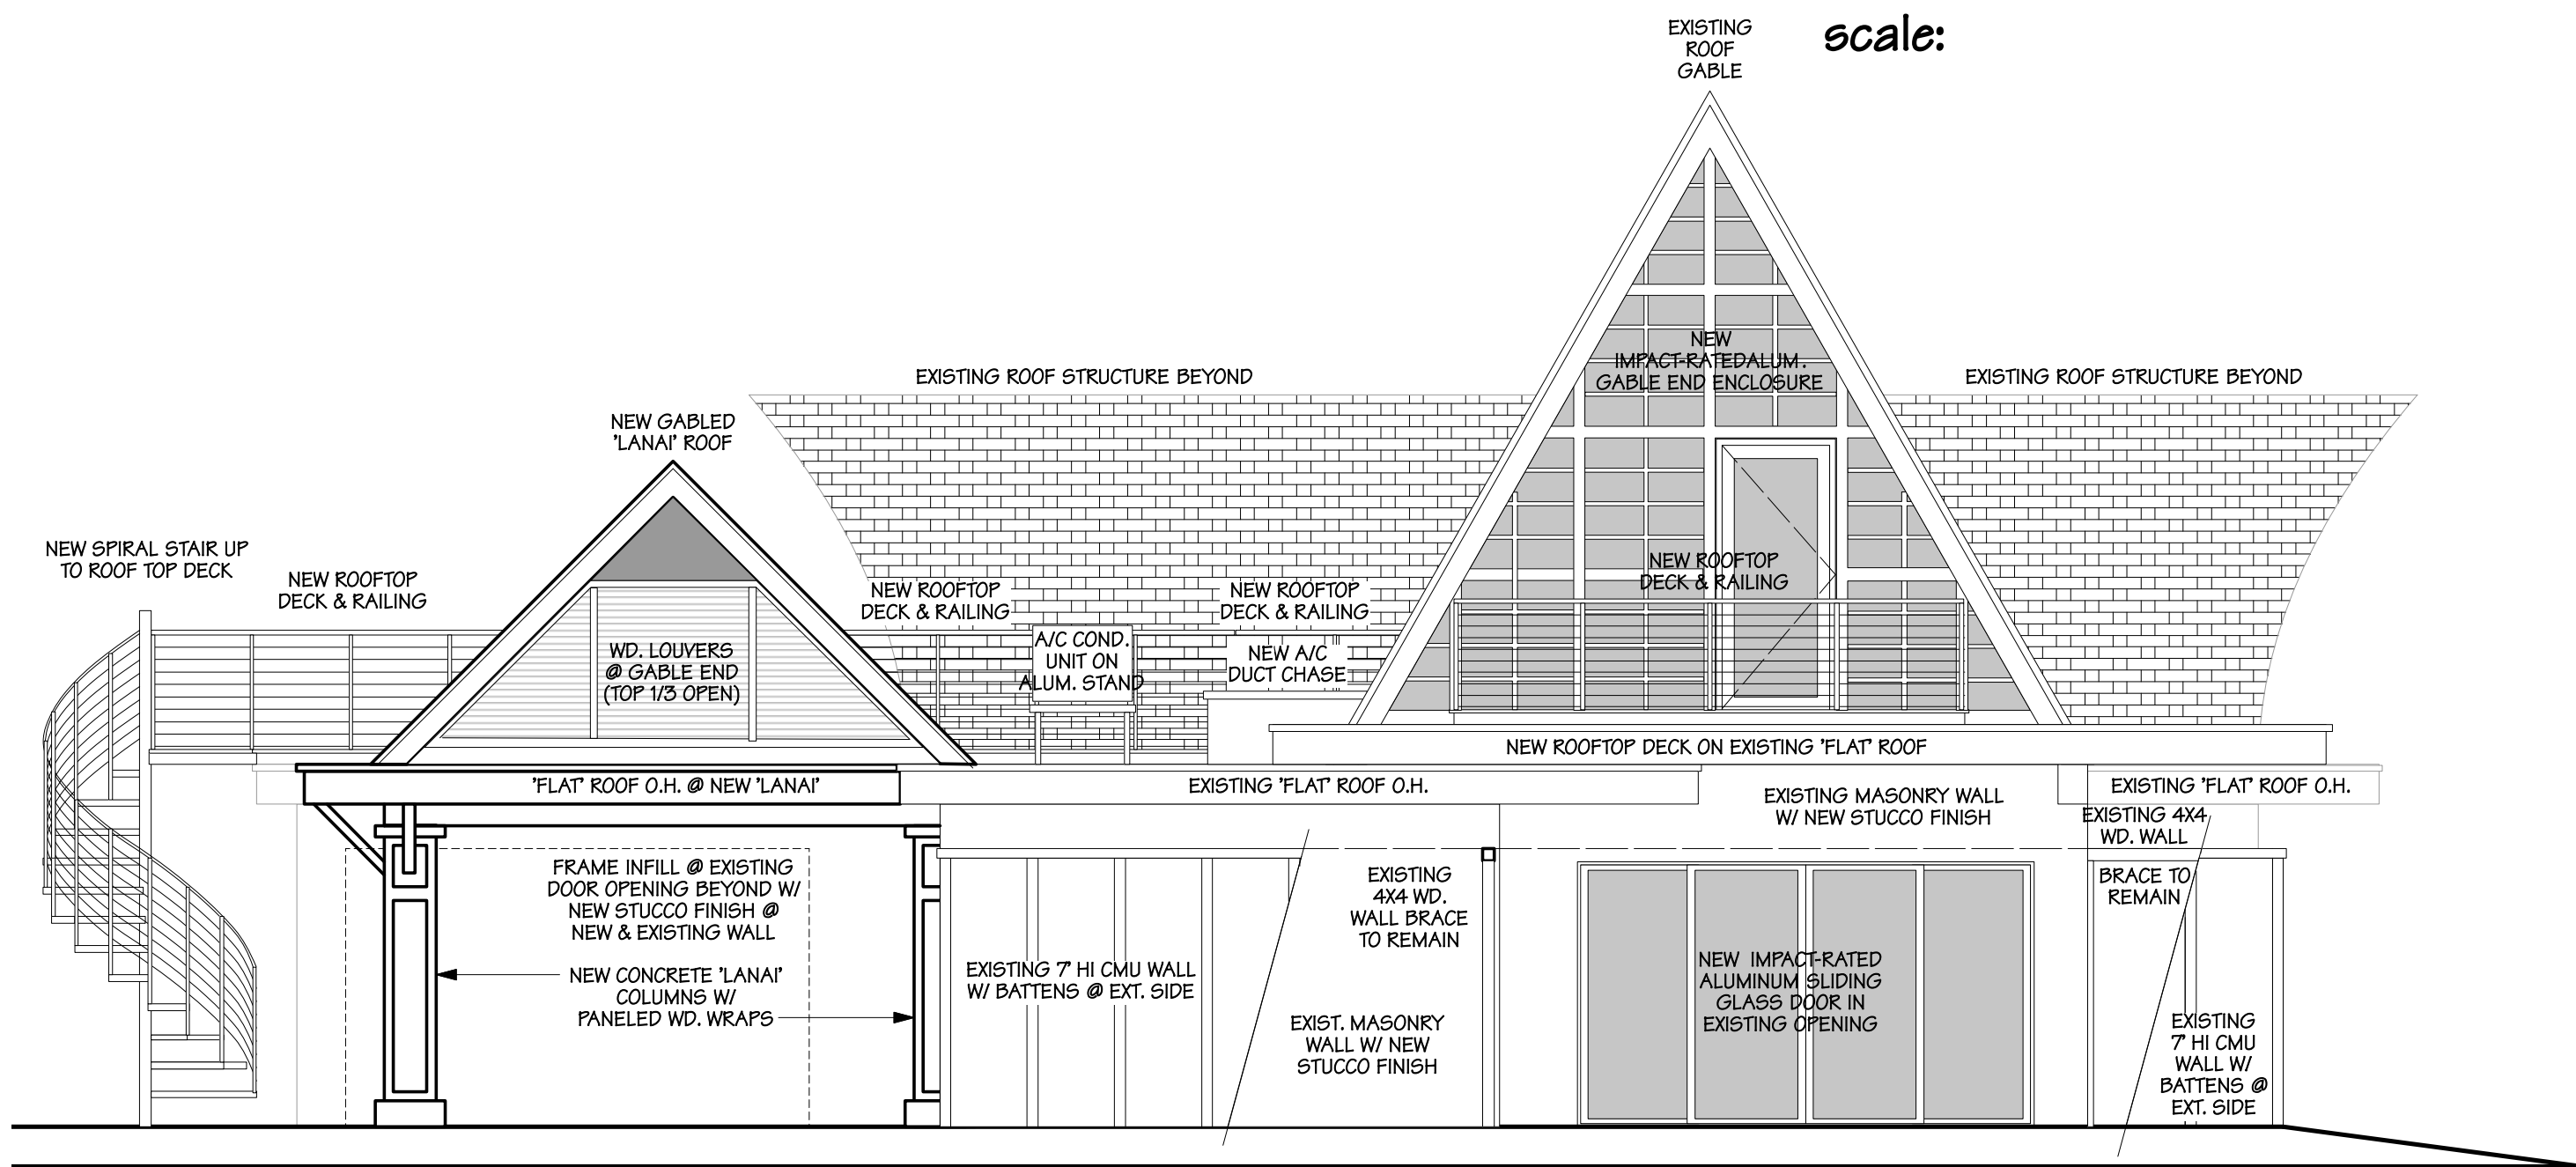 scale:
EXISTING
ROOF
GABLE
NEW
IMPACT-RATEDALUM.
GABLE END ENCLOSURE
EXISTING ROOF STRUCTURE BEYOND
EXISTING ROOF STRUCTURE BEYOND
NEW GABLED
'LANAI' ROOF
NEW SPIRAL STAIR UP
TO ROOF TOP DECK
NEW ROOFTOP
DECK & RAILING
NEW ROOFTOP
DECK & RAILING
NEW ROOFTOP
DECK & RAILING
NEW ROOFTOP
DECK & RAILING
WD. LOUVERS
@ GABLE END
(TOP 1/3 OPEN)
A/C COND.
UNIT ON
ALUM. STAND
NEW A/C
DUCT CHASE
NEW ROOFTOP DECK ON EXISTING 'FLAT' ROOF
'FLAT' ROOF O.H. @ NEW 'LANAI'
EXISTING 'FLAT' ROOF O.H.
EXISTING 'FLAT' ROOF O.H.
EXISTING MASONRY WALL
W/ NEW STUCCO FINISH
EXISTING 4X4
WD. WALL
BRACE TO
REMAIN
FRAME INFILL @ EXISTING
DOOR OPENING BEYOND W/
NEW STUCCO FINISH @
NEW & EXISTING WALL
EXISTING
4X4 WD.
WALL BRACE
TO REMAIN
NEW CONCRETE 'LANAI'
COLUMNS W/
PANELED WD. WRAPS
EXISTING 7' HI CMU WALL
W/ BATTENS @ EXT. SIDE
EXIST. MASONRY
WALL W/ NEW
STUCCO FINISH
NEW IMPACT-RATED
ALUMINUM SLIDING
GLASS DOOR IN
EXISTING OPENING
EXISTING
7' HI CMU
WALL W/
BATTENS @
EXT. SIDE